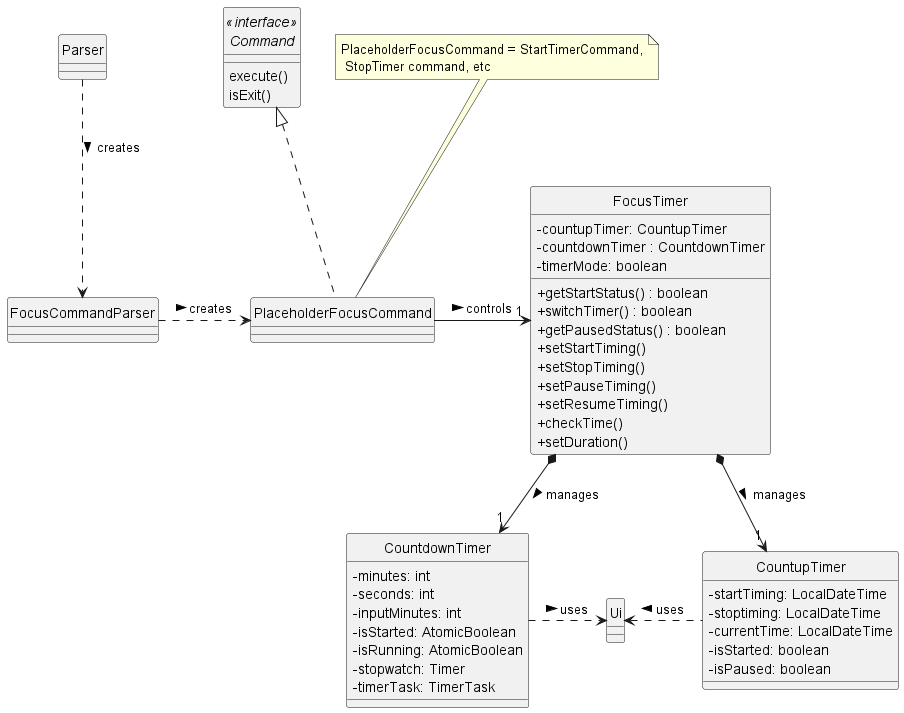 Parser
creates
«interface»
Command
execute()
isExit()
PlaceholderFocusCommand = StartTimerCommand,
StopTimer command, etc
FocusCommandParser
creates
PlaceholderFocusCommand
controls
1
FocusTimer
-countupTimer: CountupTimer
-countdownTimer : CountdownTimer
-timerMode: boolean
+getStartStatus() : boolean
+switchTimer() : boolean
+getPausedStatus() : boolean
+setStartTiming()
+setStopTiming()
+setPauseTiming()
+setResumeTiming()
+checkTime()
+setDuration()
manages
1
manages
1
CountdownTimer
-minutes: int
-seconds: int
-inputMinutes: int
-isStarted: AtomicBoolean
-isRunning: AtomicBoolean
-stopwatch: Timer
-timerTask: TimerTask
uses
Ui
uses
CountupTimer
-startTiming: LocalDateTime
-stoptiming: LocalDateTime
-currentTime: LocalDateTime
-isStarted: boolean
-isPaused: boolean